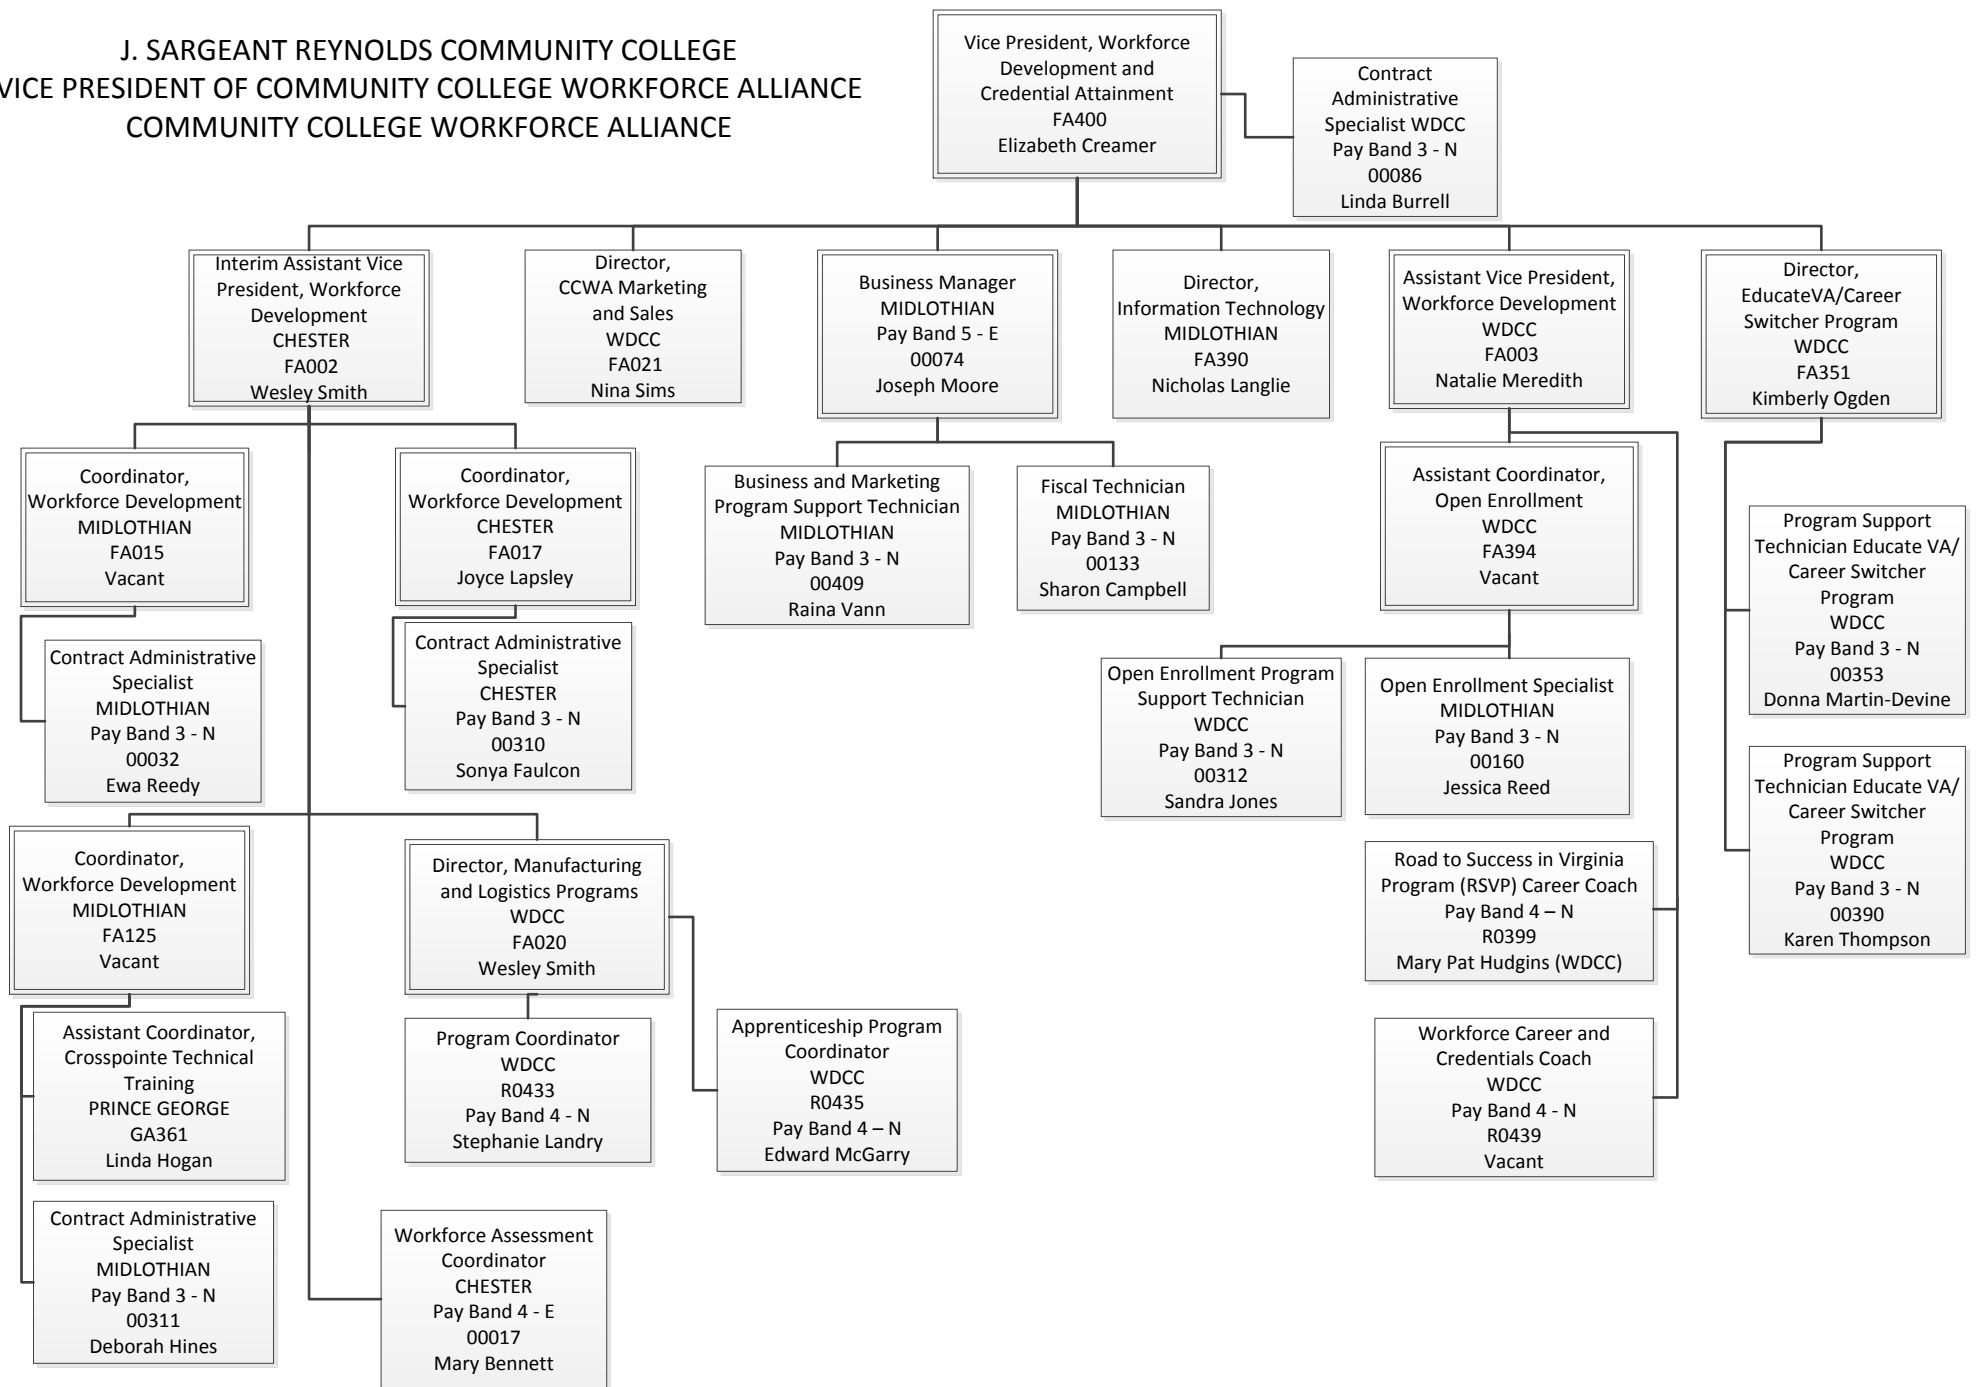 J. SARGEANT REYNOLDS COMMUNITY COLLEGE
VICE PRESIDENT OF COMMUNITY COLLEGE WORKFORCE ALLIANCE
COMMUNITY COLLEGE WORKFORCE ALLIANCE
Vice President, Workforce
Development and
Credential Attainment
FA400
Elizabeth Creamer
Contract
Administrative
Specialist WDCC
Pay Band 3 - N
00086
Linda Burrell
Interim Assistant Vice
President, Workforce
Development
CHESTER
FA002
Wesley Smith
Director,
CCWA Marketing
and Sales
WDCC
FA021
Nina Sims
Business Manager
MIDLOTHIAN
Pay Band 5 - E
00074
Joseph Moore
Director,
Information Technology
MIDLOTHIAN
FA390
Nicholas Langlie
Assistant Vice President,
Workforce Development
WDCC
FA003
Natalie Meredith
Director,
EducateVA/Career
Switcher Program
WDCC
FA351
Kimberly Ogden
Coordinator,
Workforce Development
MIDLOTHIAN
FA015
Vacant
Coordinator,
Workforce Development
CHESTER
FA017
Joyce Lapsley
Business and Marketing
Program Support Technician
MIDLOTHIAN
Pay Band 3 - N
00409
Raina Vann
Fiscal Technician
MIDLOTHIAN
Pay Band 3 - N
00133
Sharon Campbell
Assistant Coordinator,
Open Enrollment
WDCC
FA394
Vacant
Program Support
Technician Educate VA/
Career Switcher
Program
WDCC
Pay Band 3 - N
00353
Donna Martin-Devine
Contract Administrative
Specialist
MIDLOTHIAN
Pay Band 3 - N
00032
Ewa Reedy
Contract Administrative
Specialist
CHESTER
Pay Band 3 - N
00310
Sonya Faulcon
Open Enrollment Program
Support Technician
WDCC
Pay Band 3 - N
00312
Sandra Jones
Open Enrollment Specialist
MIDLOTHIAN
Pay Band 3 - N
00160
Jessica Reed
Program Support
Technician Educate VA/
Career Switcher
Program
WDCC
Pay Band 3 - N
00390
Karen Thompson
Coordinator,
Workforce Development
MIDLOTHIAN
FA125
Vacant
Director, Manufacturing
and Logistics Programs
WDCC
FA020
Wesley Smith
Road to Success in Virginia
Program (RSVP) Career Coach
Pay Band 4 – N
R0399
Mary Pat Hudgins (WDCC)
Assistant Coordinator,
Crosspointe Technical
Training
PRINCE GEORGE
GA361
Linda Hogan
Program Coordinator
WDCC
R0433
Pay Band 4 - N
Stephanie Landry
Apprenticeship Program
Coordinator
WDCC
R0435
Pay Band 4 – N
Edward McGarry
Workforce Career and
Credentials Coach
WDCC
Pay Band 4 - N
R0439
Vacant
Contract Administrative
Specialist
MIDLOTHIAN
Pay Band 3 - N
00311
Deborah Hines
Workforce Assessment
Coordinator
CHESTER
Pay Band 4 - E
00017
Mary Bennett